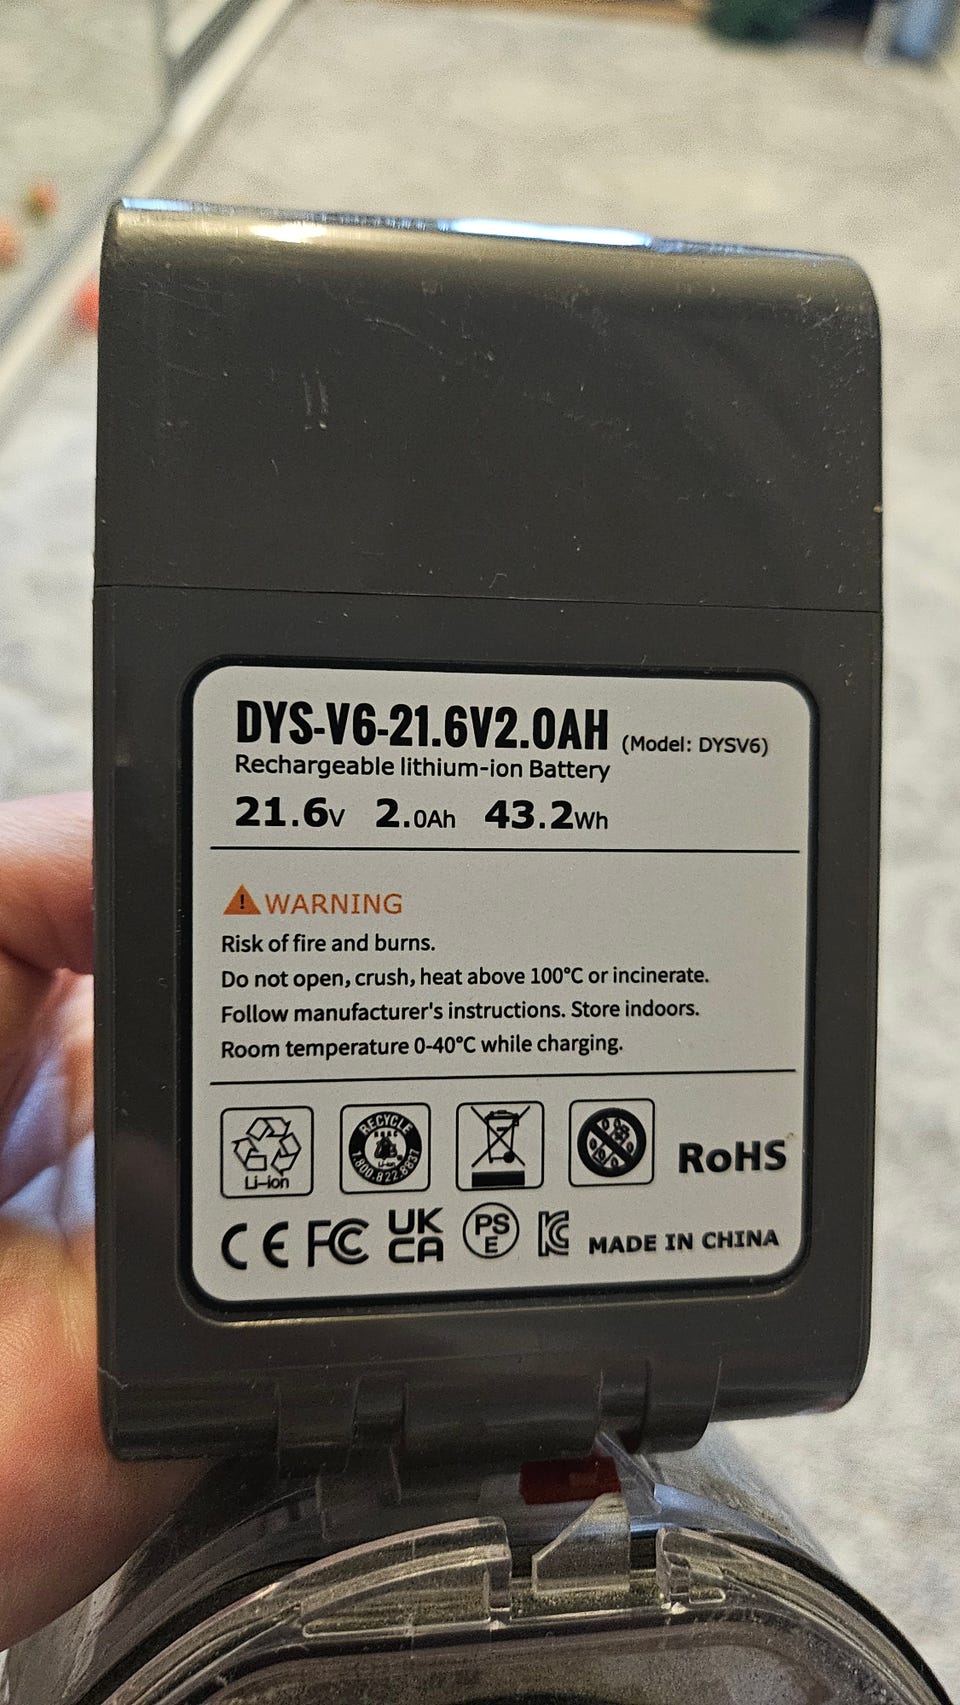 DYS-V6-21.6V2.0AH (Model: DYSV6)
Rechargeable lithium-ion Battery
21.6V 2.0Ah 43.2Wh
WARNING
Risk of fire and burns.
Do not open, crush, heat above 100°C or incinerate.
Follow manufacturer's instructions. Store indoors.
Room temperature 0-40°C while charging.
Li-ion
RECYCLE
1.800.822.8837
RoHS
CE FC UK CA PS E KC MADE IN CHINA